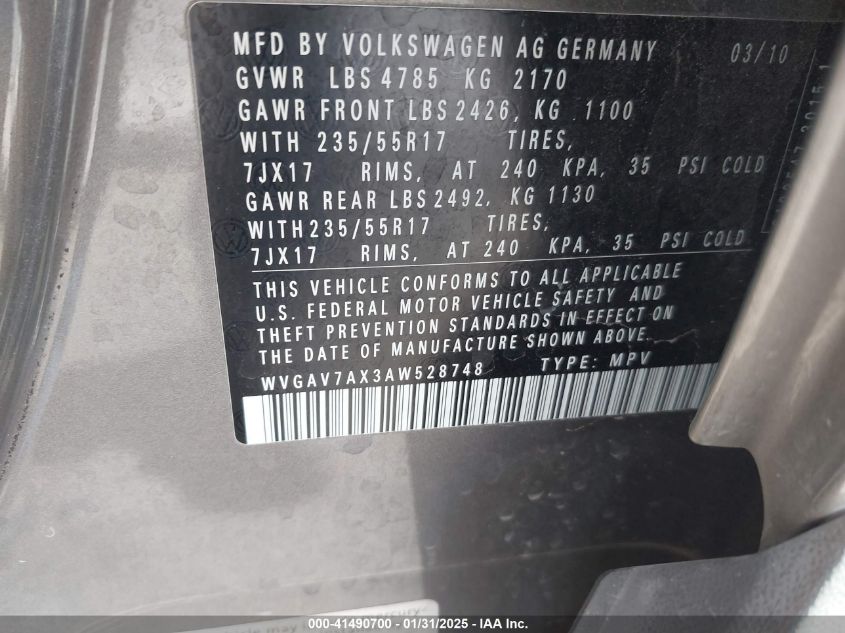 MFD BY VOLKSWAGEN AG GERMANY 03/10
GVWR LBS 4785 KG 2170
GAWR FRONT LBS 2426, KG 1100
WITH 235/55R17 TIRES,
7JX17 RIMS, AT 240 KPA, 35 PSI COLD
GAWR REAR LBS 2492, KG 1130
WITH 235/55R17 TIRES,
7JX17 RIMS, AT 240 KPA, 35 PSI COLD
THIS VEHICLE CONFORMS TO ALL APPLICABLE
U.S. FEDERAL MOTOR VEHICLE SAFETY AND
THEFT PREVENTION STANDARDS IN EFFECT ON
THE DATE OF MANUFACTURE SHOWN ABOVE.
WVGAV7AX3AW528748 TYPE: MPV
000-41490700 - 01/31/2025 - IAA, Inc.